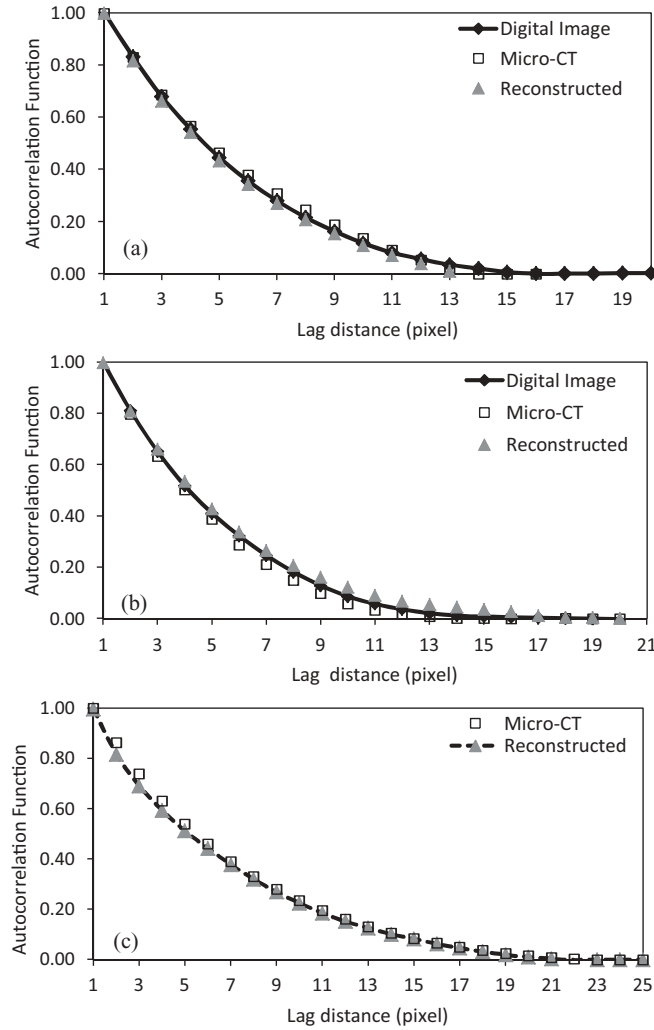 1.00
0.80
0.60
0.40
0.20
0.00
Autocorrelation Function
Digital Image
Micro-CT
Reconstructed
(a)
1 3 5 7 9 11 13 15 17 19
Lag distance (pixel)
1.00
0.80
0.60
0.40
0.20
0.00
Autocorrelation Function
Digital Image
Micro-CT
Reconstructed
(b)
1 3 5 7 9 11 13 15 17 19 21
Lag distance (pixel)
1.00
0.80
0.60
0.40
0.20
0.00
Autocorrelation Function
Micro-CT
Reconstructed
(c)
1 3 5 7 9 11 13 15 17 19 21 23 25
Lag distance (pixel)